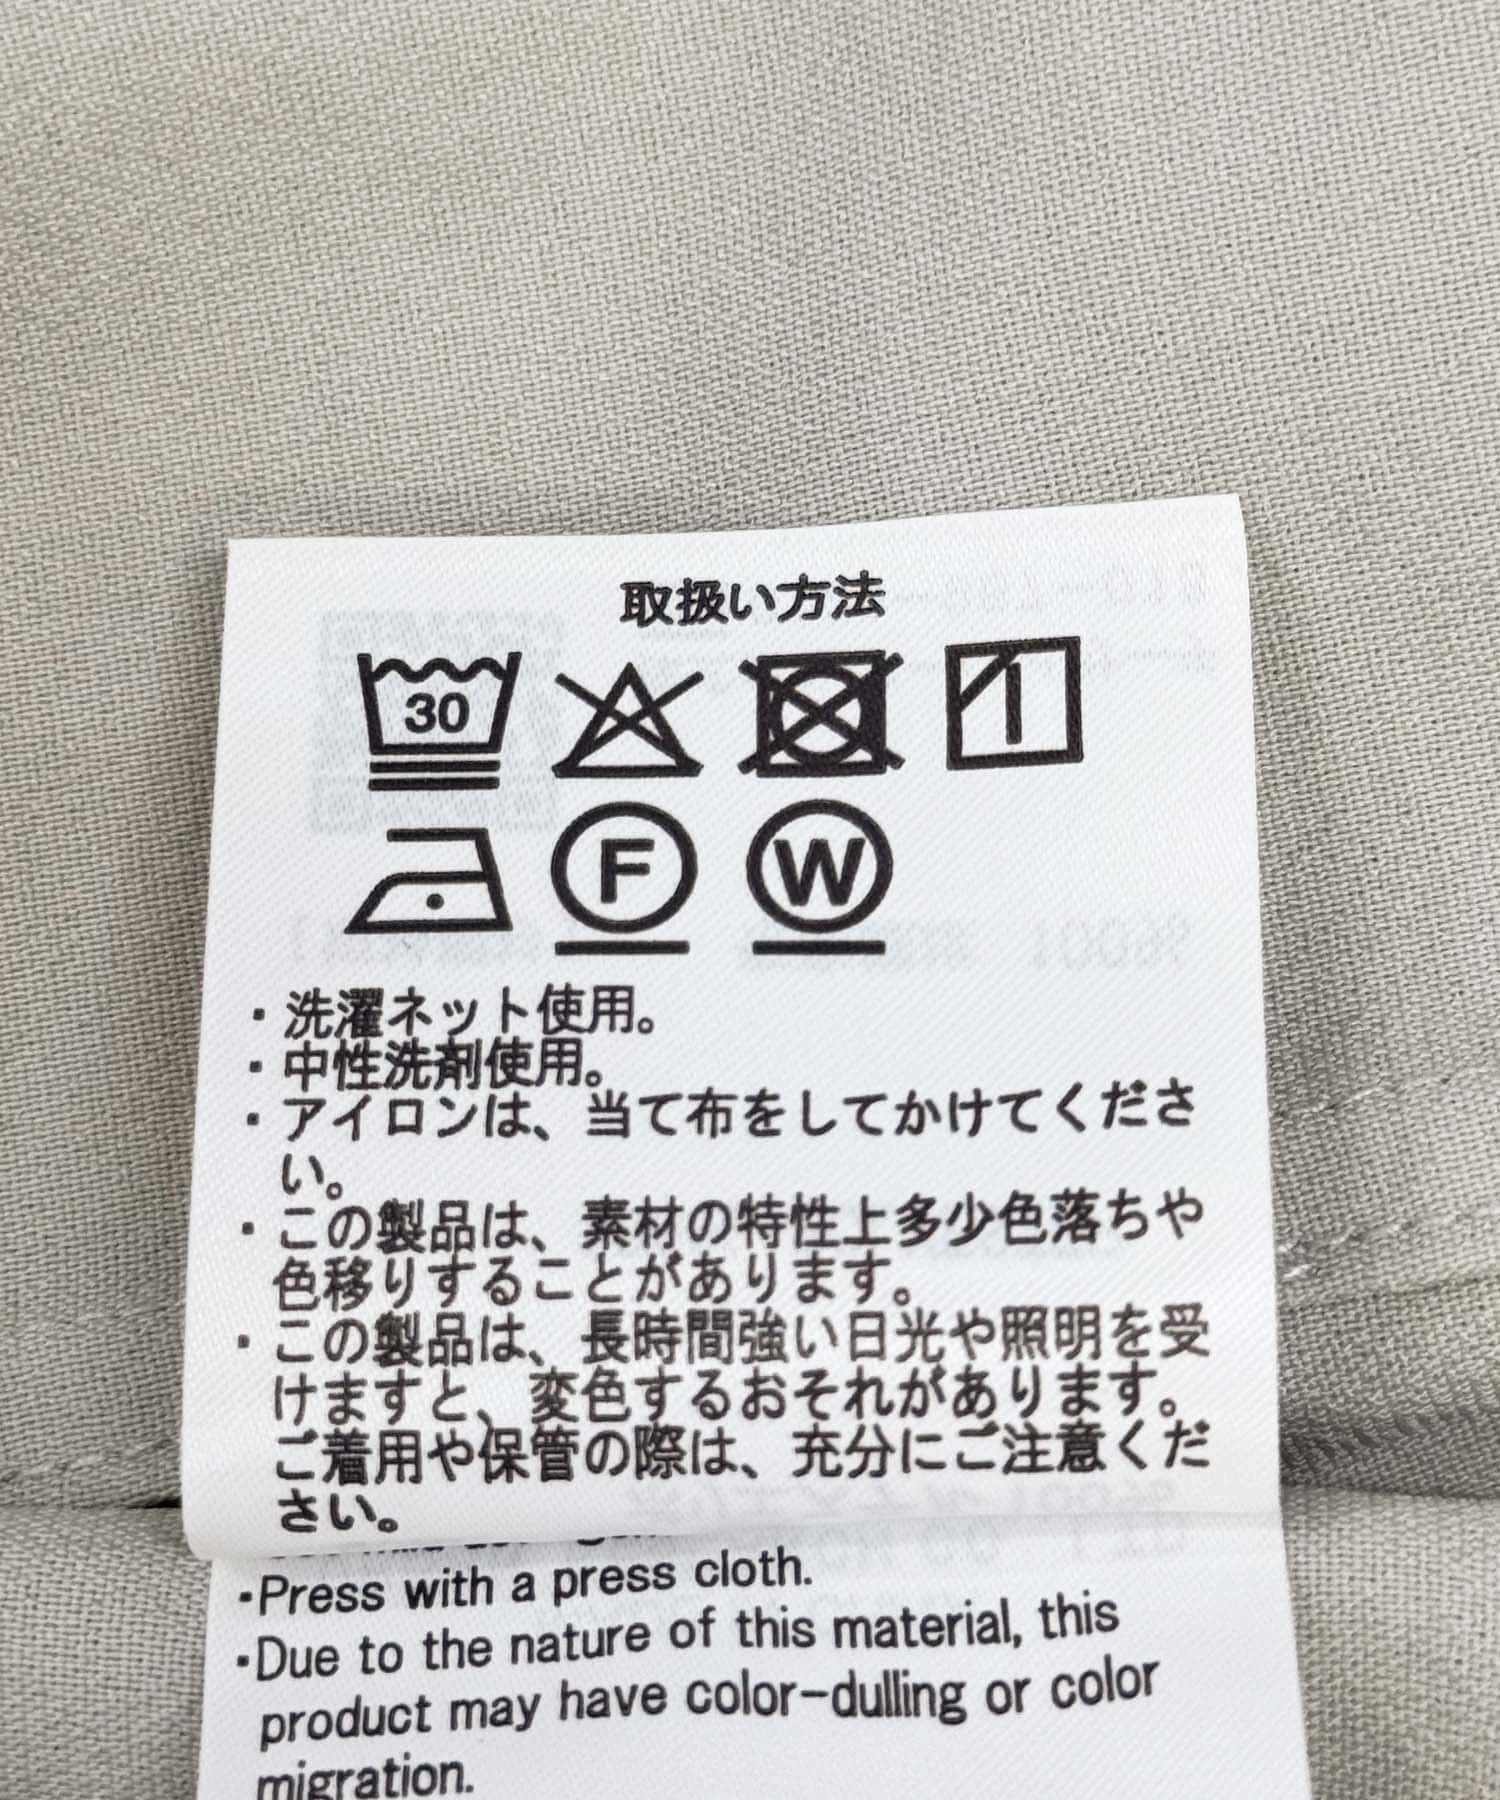 取扱い方法
30
F W
・洗濯ネット使用。
・中性洗剤使用。
・アイロンは、当て布をしてかけてくださ
い。
・この製品は、素材の特性上多少色落ちや
色移りすることがあります。
・この製品は、長時間強い日光や照明を受
けますと、変色するおそれがあります。
ご着用や保管の際は、充分にご注意くだ
さい。
・Press with a press cloth.
・Due to the nature of this material, this
product may have color-dulling or color
migration.